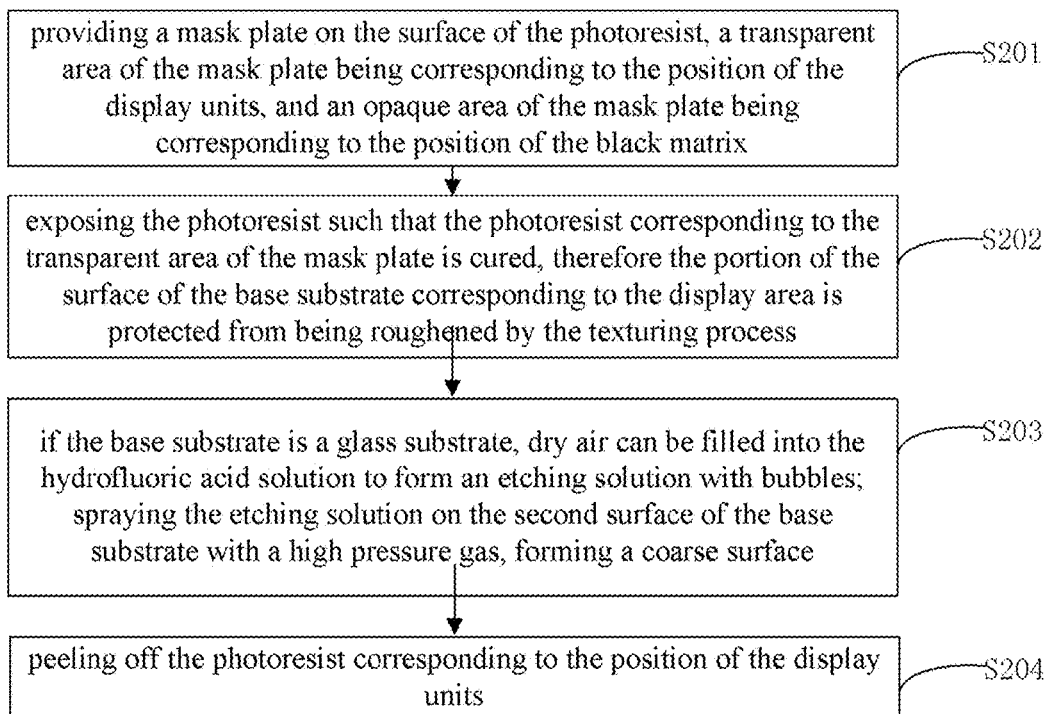 providing a mask plate on the surface of the photoresist, a transparent
area of the mask plate being corresponding to the position of the
display units, and an opaque area of the mask plate being
corresponding to the position of the black matrix
S201
exposing the photoresist such that the photoresist corresponding to the
transparent area of the mask plate is cured, therefore the portion of the
surface of the base substrate corresponding to the display area is
protected from being roughened by the texturing process
S202
if the base substrate is a glass substrate, dry air can be filled into the
hydrofluoric acid solution to form an etching solution with bubbles;
spraying the etching solution on the second surface of the base
substrate with a high pressure gas, forming a coarse surface
S203
peeling off the photoresist corresponding to the position of the display
units
S204